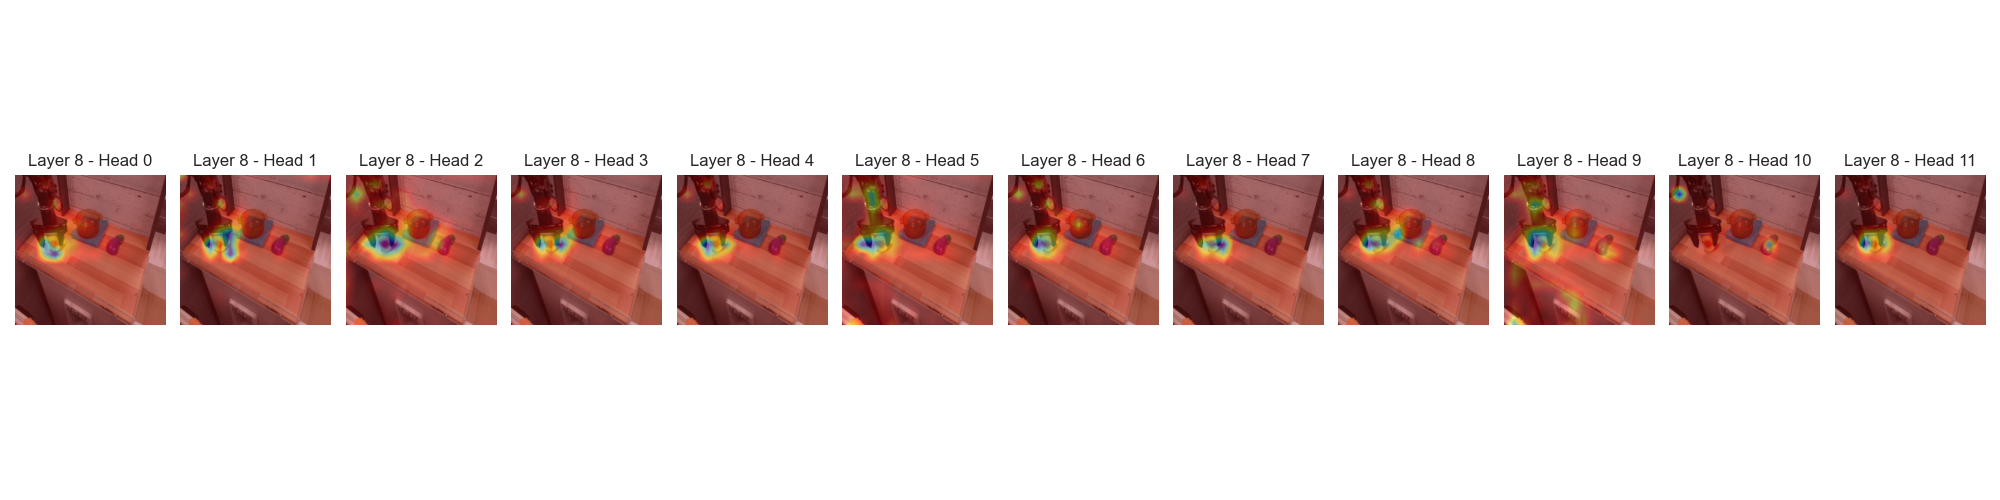 Layer 8 - Head 0
Layer 8 - Head 1
Layer 8 - Head 2
Layer 8 - Head 3
Layer 8 - Head 4
Layer 8 - Head 5
Layer 8 - Head 6
Layer 8 - Head 7
Layer 8 - Head 8
Layer 8 - Head 9
Layer 8 - Head 10
Layer 8 - Head 11